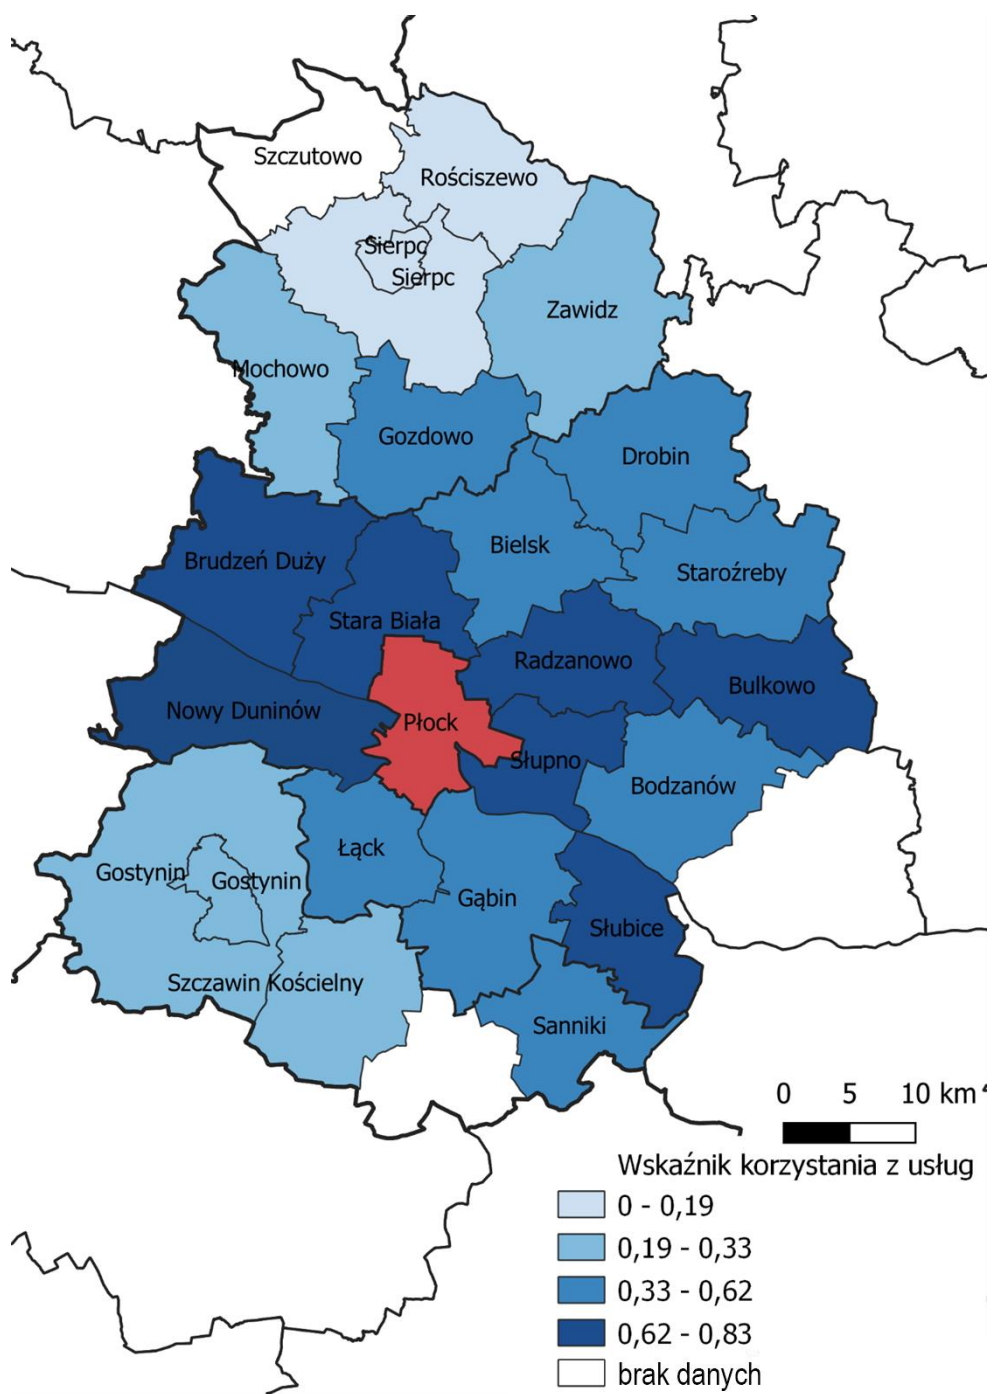 Szczutowo
Rościszewo
Sierpc
Sierpc
Zawidz
Mochowo
Gozdowo
Drobin
Bielsk
Brudzeń Duży
Staroźreby
Stara Biała
Radzanowo
Bulkowo
Nowy Duninów
Płock
Słupno
Bodzanów
Łąck
Gostynin
Gostynin
Gąbin
Słubice
Szczawin Kościelny
Sanniki
0 5 10 km
Wskaźnik korzystania z usług
0 - 0,19
0,19 - 0,33
0,33 - 0,62
0,62 - 0,83
brak danych